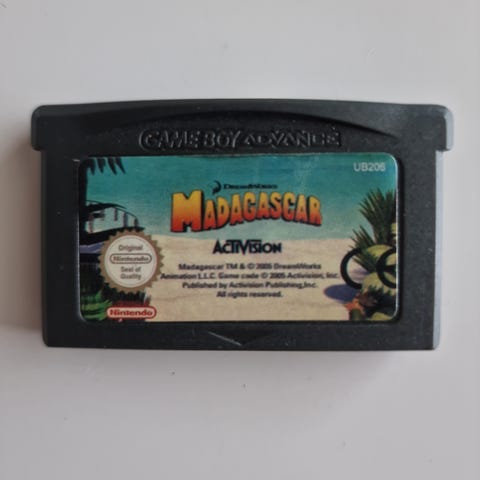 GAME BOY ADVANCE
UB206
DreamWorks
MADAGASCAR
ACTIVISION
Original
Nintendo
Seal of
Quality
Madagascar TM & © 2005 DreamWorks
Animation L.L.C. Game code © 2005 Activision, Inc.
Published by Activision Publishing,Inc.
All rights reserved.
CE
Nintendo